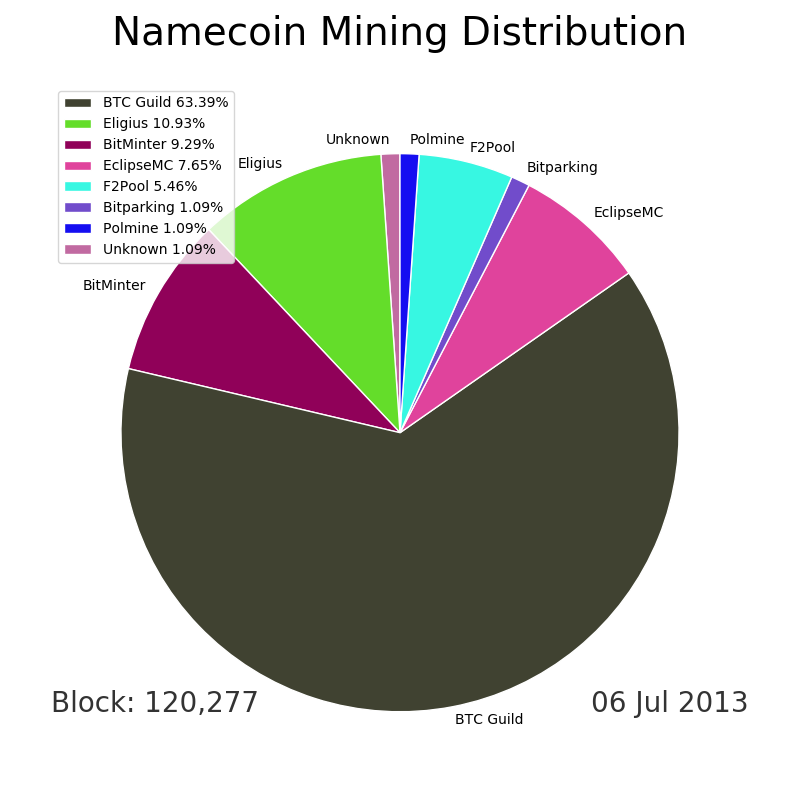 Namecoin Mining Distribution
BTC Guild 63.39%
Eligius 10.93%
BitMinter 9.29%
EclipseMC 7.65%
F2Pool 5.46%
Bitparking 1.09%
Polmine 1.09%
Unknown 1.09%
Unknown
Polmine
F2Pool
Eligius
Bitparking
EclipseMC
BitMinter
Block: 120,277
06 Jul 2013
BTC Guild